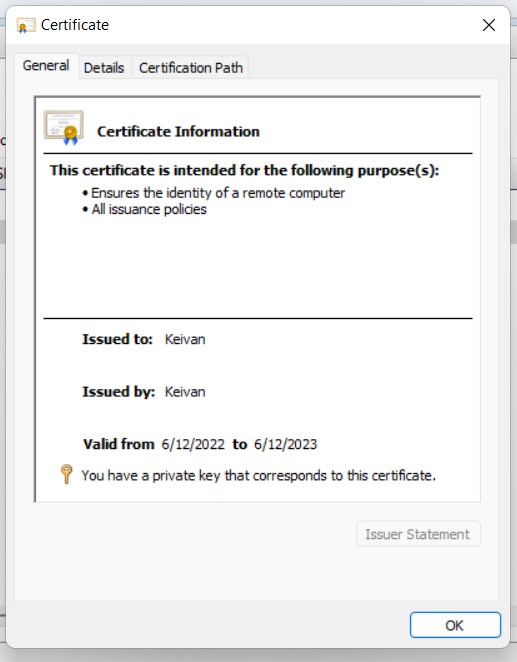 Certificate
General Details Certification Path
Certificate Information
This certificate is intended for the following purpose(s):
• Ensures the identity of a remote computer
• All issuance policies
Issued to: Keivan
Issued by: Keivan
Valid from 6/12/2022 to 6/12/2023
You have a private key that corresponds to this certificate.
Issuer Statement
OK